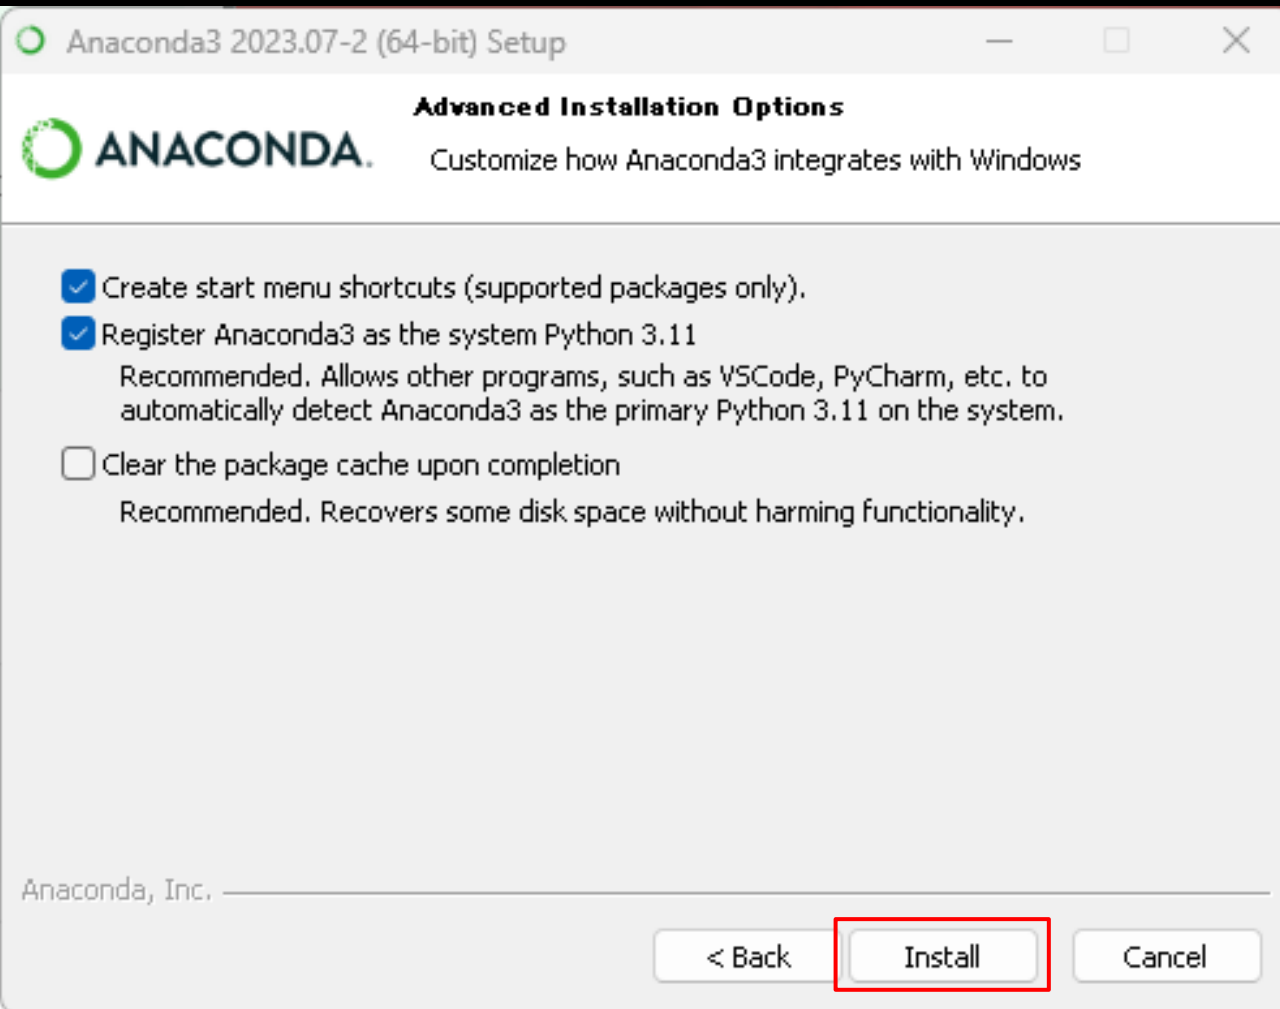 Anaconda3 2023.07-2 (64-bit) Setup
Advanced Installation Options
ANACONDA.
Customize how Anaconda3 integrates with Windows
Create start menu shortcuts (supported packages only).
Register Anaconda3 as the system Python 3.11
Recommended. Allows other programs, such as VSCode, PyCharm, etc. to
automatically detect Anaconda3 as the primary Python 3.11 on the system.
Clear the package cache upon completion
Recommended. Recovers some disk space without harming functionality.
Anaconda, Inc.
< Back
Install
Cancel